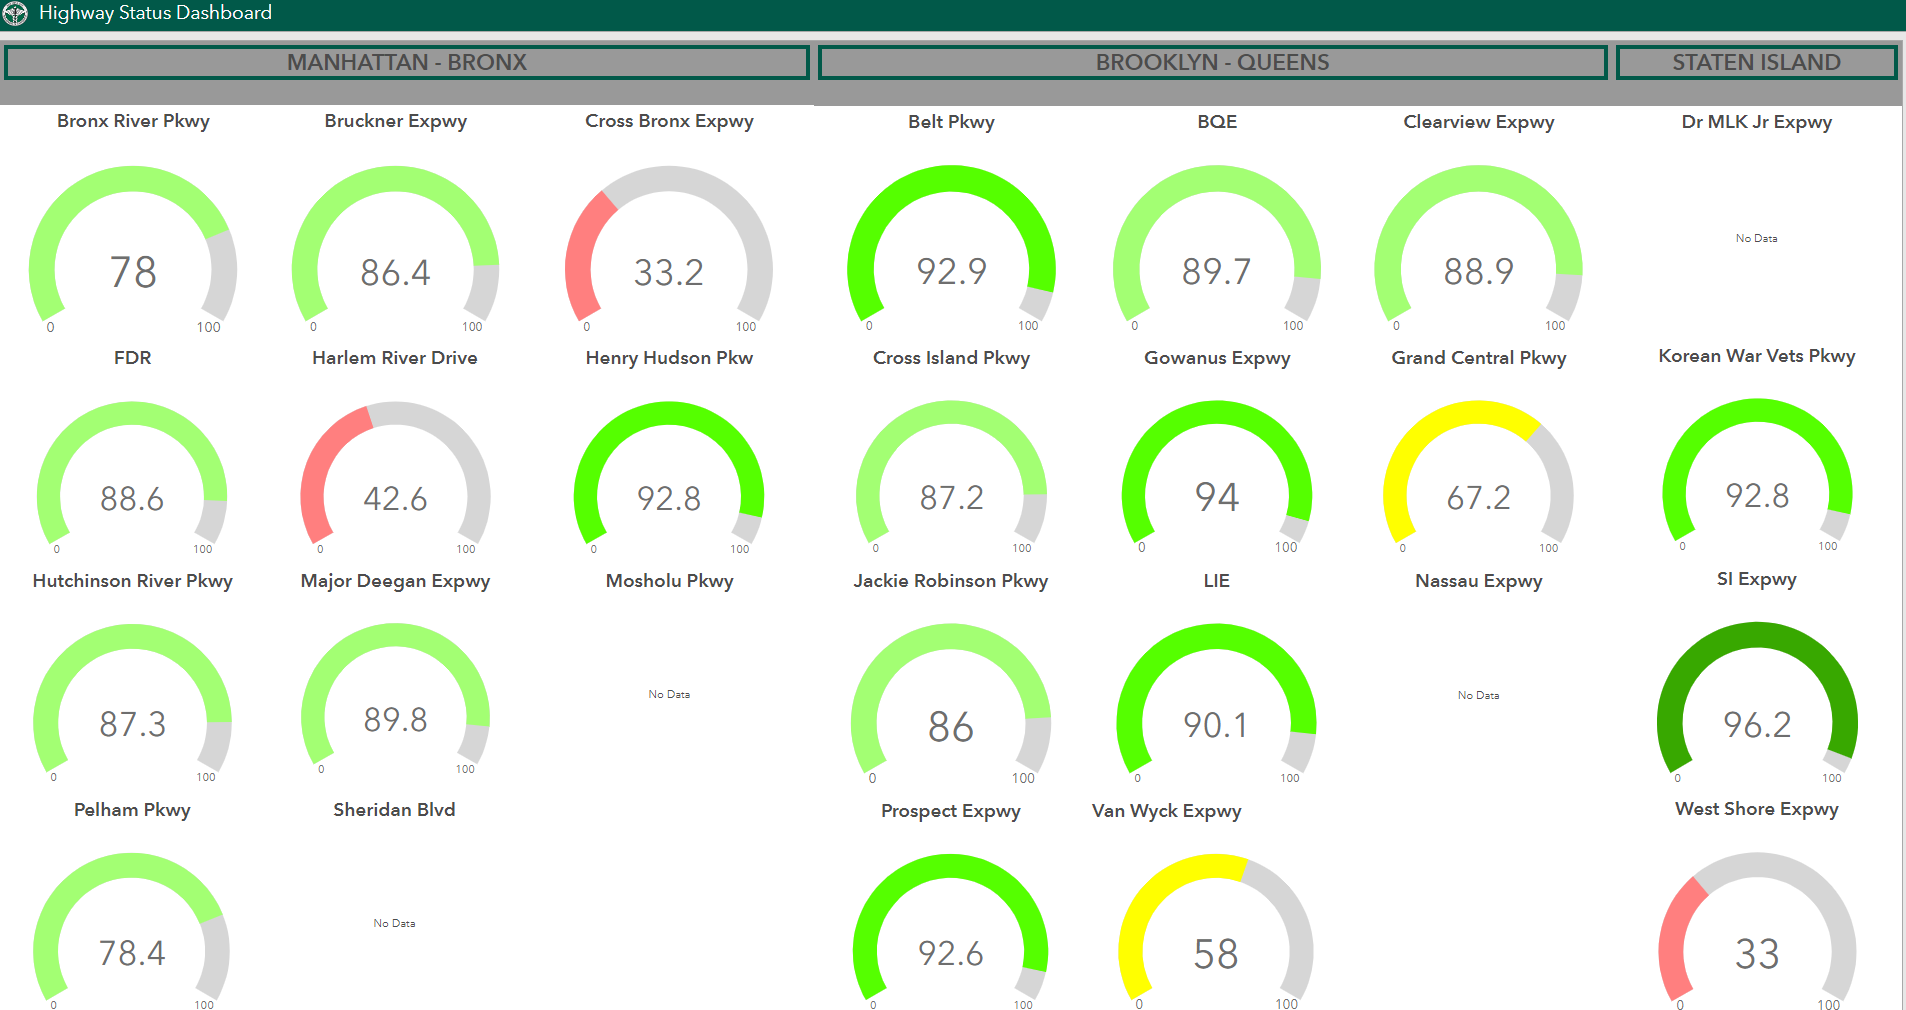 Highway Status Dashboard
MANHATTAN - BRONX
BROOKLYN - QUEENS
STATEN ISLAND
Bronx River Pkwy
78
0
100
Bruckner Expwy
86.4
0
100
Cross Bronx Expwy
33.2
0
100
Belt Pkwy
92.9
0
100
BQE
89.7
0
100
Clearview Expwy
88.9
0
100
Dr MLK Jr Expwy
No Data
FDR
88.6
0
100
Harlem River Drive
42.6
0
100
Henry Hudson Pkw
92.8
0
100
Cross Island Pkwy
87.2
0
100
Gowanus Expwy
94
0
100
Grand Central Pkwy
67.2
0
100
Korean War Vets Pkwy
92.8
0
100
Hutchinson River Pkwy
87.3
0
100
Major Deegan Expwy
89.8
0
100
Mosholu Pkwy
No Data
Jackie Robinson Pkwy
86
0
100
LIE
90.1
0
100
Nassau Expwy
No Data
SI Expwy
96.2
0
100
Pelham Pkwy
78.4
0
100
Sheridan Blvd
No Data
Prospect Expwy
92.6
0
100
Van Wyck Expwy
58
0
100
West Shore Expwy
33
0
100